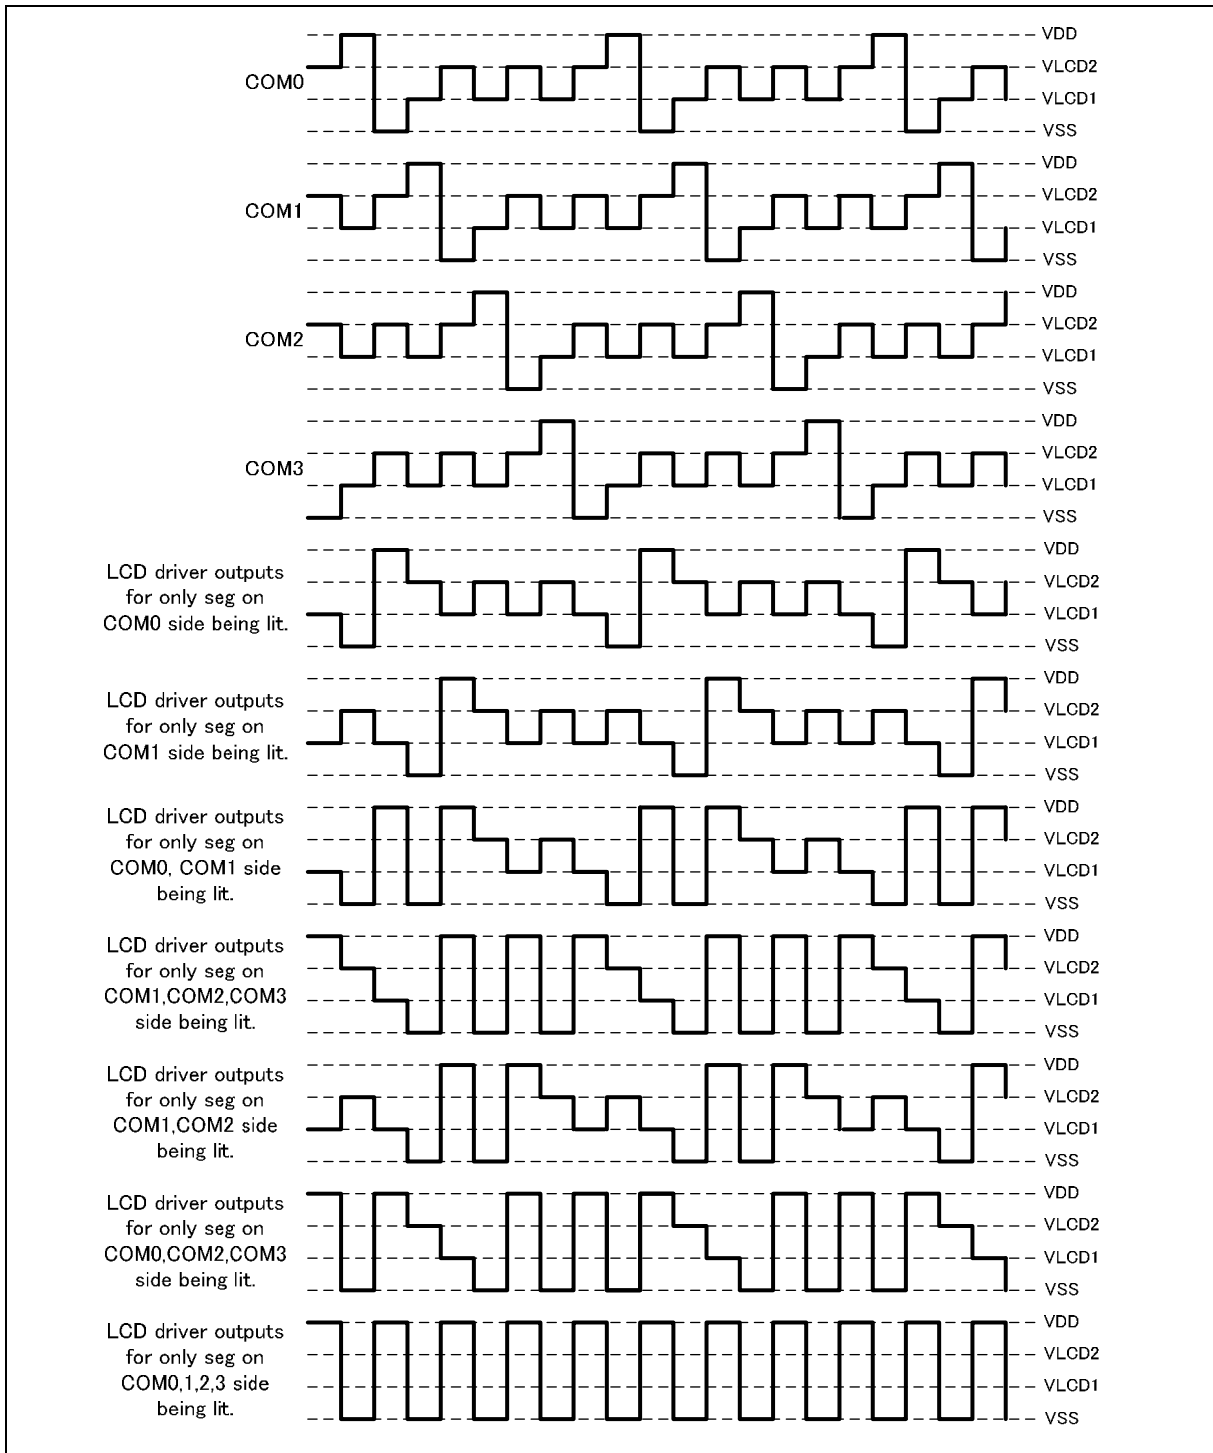 VDD
VLCD2
COM0
VLCD1
VSS
VDD
VLCD2
COM1
VLCD1
VSS
VDD
VLCD2
COM2
VLCD1
VSS
VDD
VLCD2
COM3
VLCD1
VSS
VDD
LCD driver outputs
VLCD2
for only seg on
VLCD1
COM0 side being lit.
VSS
VDD
LCD driver outputs
VLCD2
for only seg on
VLCD1
COM1 side being lit.
VSS
VDD
LCD driver outputs
VLCD2
for only seg on
COM0, COM1 side
VLCD1
being lit.
VSS
VDD
LCD driver outputs
VLCD2
for only seg on
COM1,COM2,COM3
VLCD1
side being lit.
VSS
VDD
LCD driver outputs
VLCD2
for only seg on
COM1,COM2 side
VLCD1
being lit.
VSS
VDD
LCD driver outputs
VLCD2
for only seg on
COM0,COM2,COM3
VLCD1
side being lit.
VSS
VDD
LCD driver outputs
VLCD2
for only seg on
COM0,1,2,3 side
VLCD1
being lit.
VSS